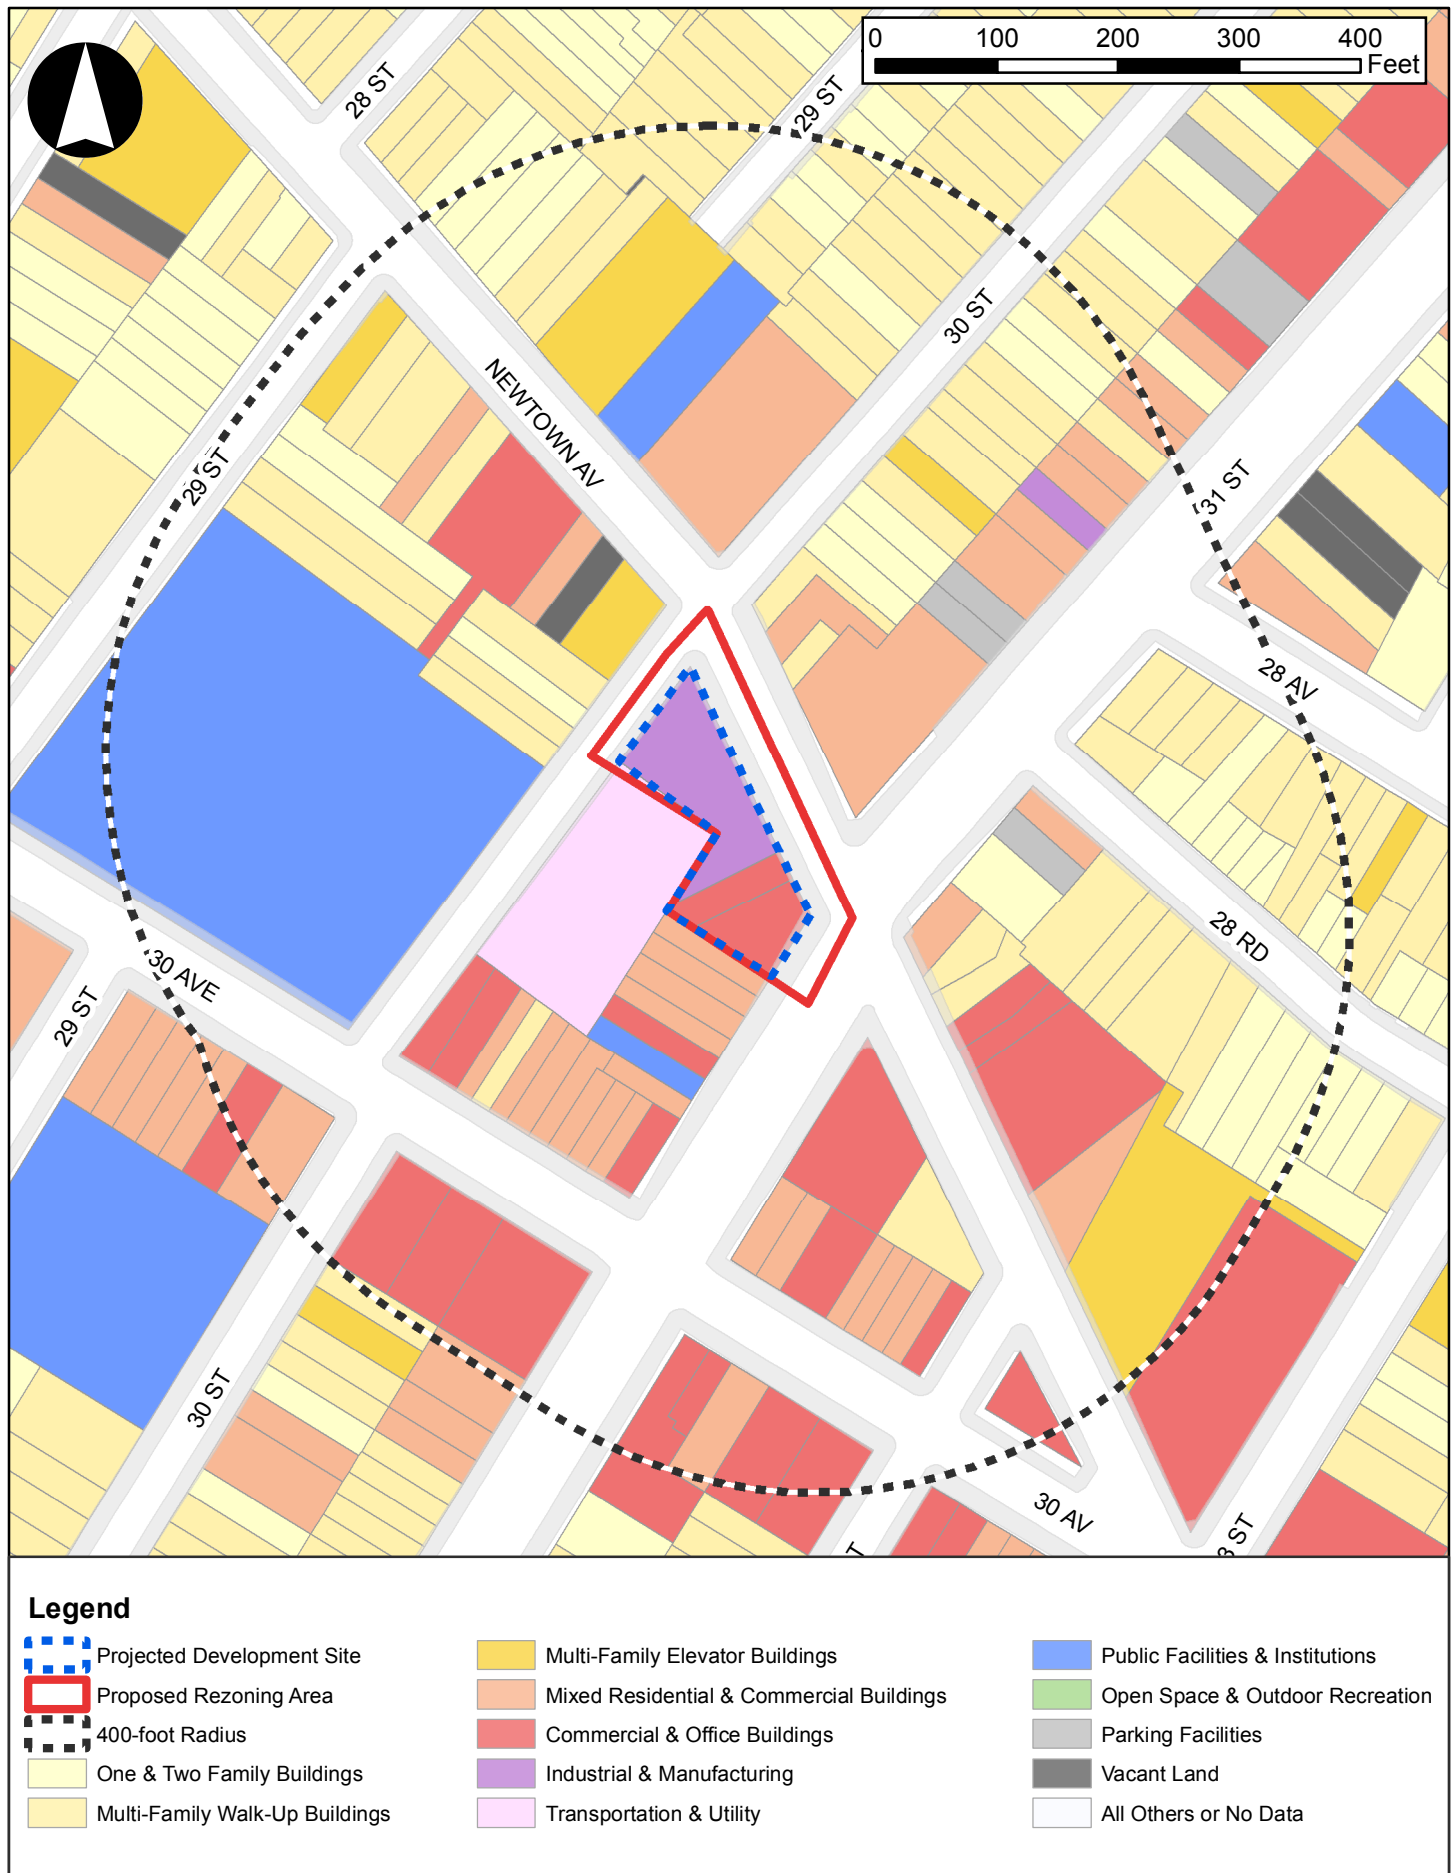 0 100 200 300 400
Feet
28 ST
29 ST
30 ST
NEWTOWN AV
29 ST
31 ST
28 AV
28 RD
30 AVE
29 ST
30 ST
30 AV
3 ST
T
Legend
Projected Development Site
Proposed Rezoning Area
400-foot Radius
One & Two Family Buildings
Multi-Family Walk-Up Buildings
Multi-Family Elevator Buildings
Mixed Residential & Commercial Buildings
Commercial & Office Buildings
Industrial & Manufacturing
Transportation & Utility
Public Facilities & Institutions
Open Space & Outdoor Recreation
Parking Facilities
Vacant Land
All Others or No Data